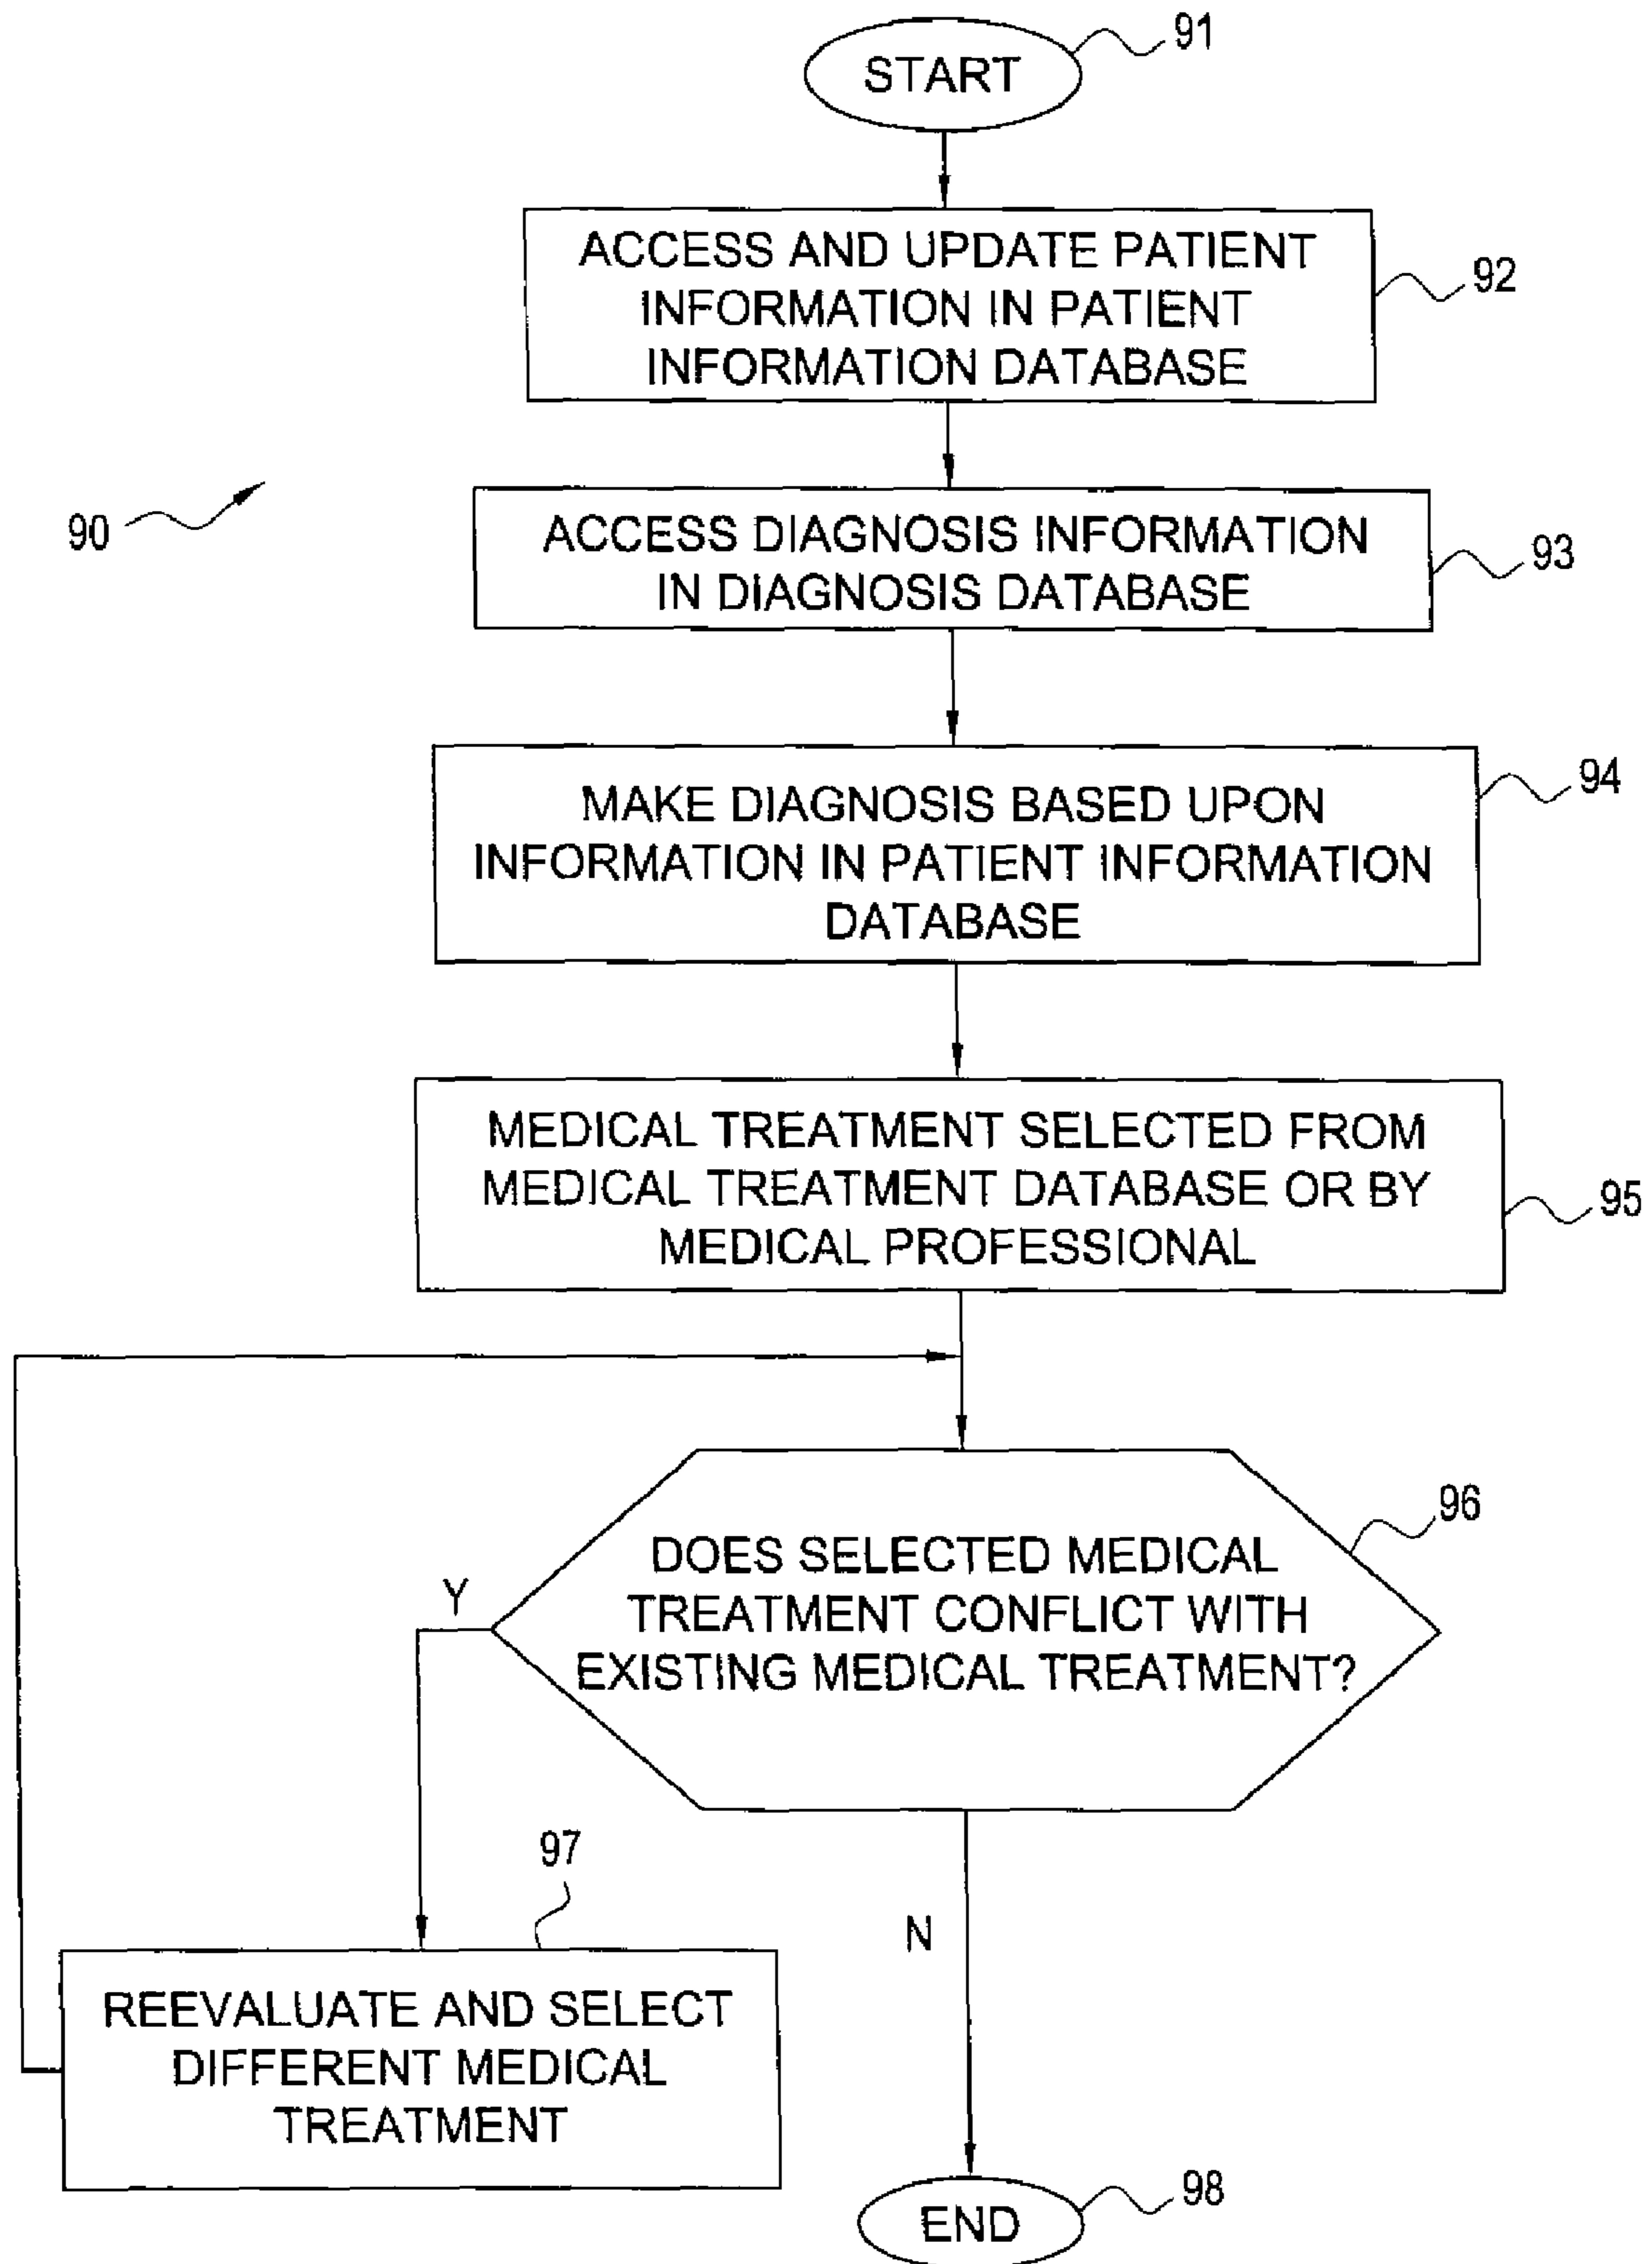 91
START
ACCESS AND UPDATE PATIENT
INFORMATION IN PATIENT
INFORMATION DATABASE
92
90
ACCESS DIAGNOSIS INFORMATION
IN DIAGNOSIS DATABASE
93
MAKE DIAGNOSIS BASED UPON
INFORMATION IN PATIENT INFORMATION
DATABASE
94
MEDICAL TREATMENT SELECTED FROM
MEDICAL TREATMENT DATABASE OR BY
MEDICAL PROFESSIONAL
95
DOES SELECTED MEDICAL
TREATMENT CONFLICT WITH
EXISTING MEDICAL TREATMENT?
96
Y
97
N
REEVALUATE AND SELECT
DIFFERENT MEDICAL
TREATMENT
END
98